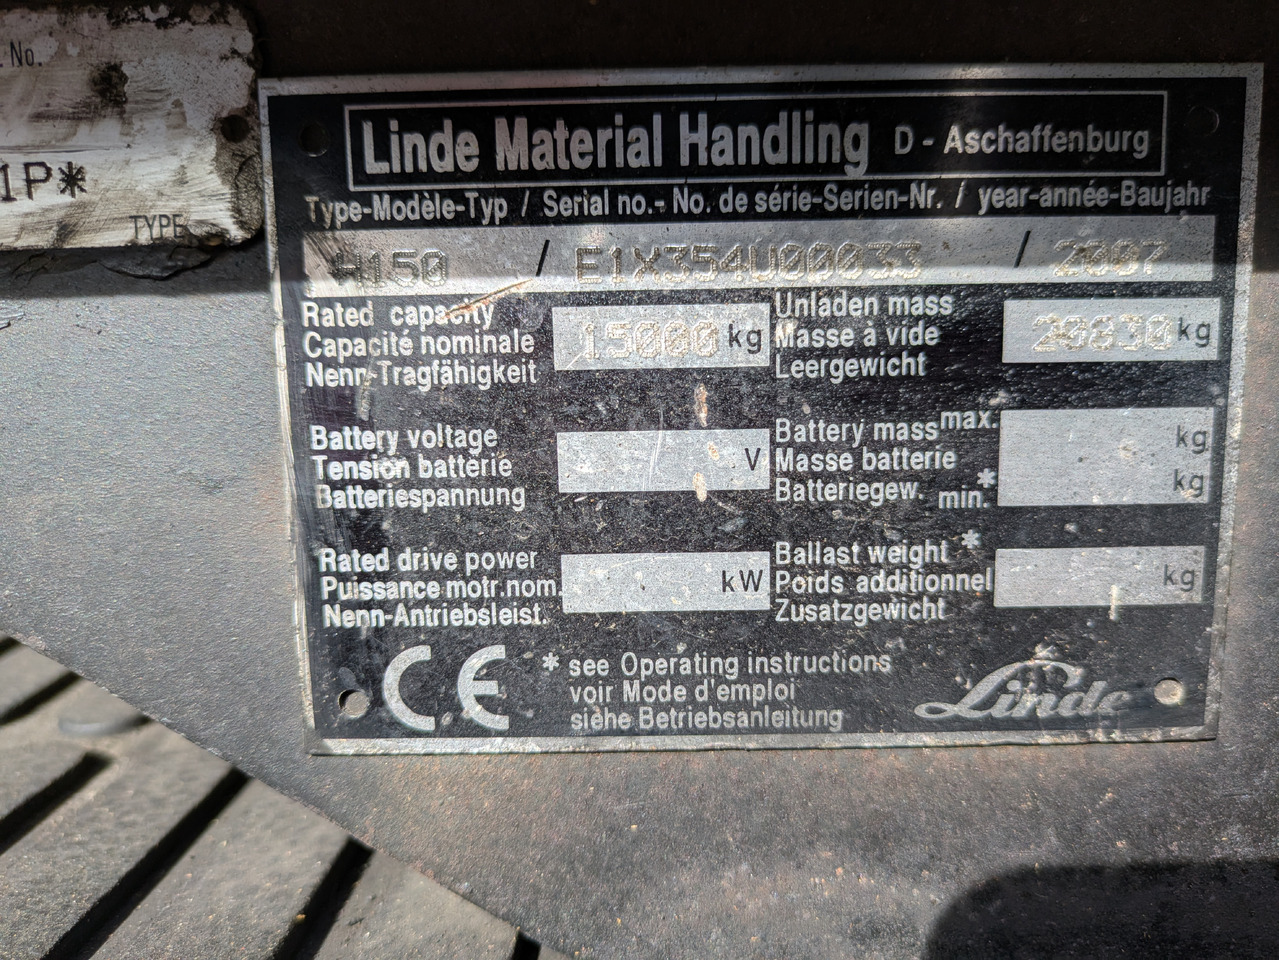 . No.
1P*
TYPE
Linde Material Handling D - Aschaffenburg
Type-Modèle-Typ / Serial no.- No. de série-Serien-Nr. / year-année-Baujahr
H150 / E1X354U00033 / 2007
Rated capacity
Capacité nominale
Nenn-Tragfähigkeit
15000 kg
Unladen mass
Masse à vide
Leergewicht
20830 kg
Battery voltage
Tension batterie
Batteriespannung
V
Battery mass max.
Masse batterie
Batteriegew. min.*
kg
kg
Rated drive power
Puissance motr.nom.
Nenn-Antriebsleist.
kW
Ballast weight *
Poids additionnel
Zusatzgewicht
kg
CE
* see Operating instructions
voir Mode d'emploi
siehe Betriebsanleitung
Linde